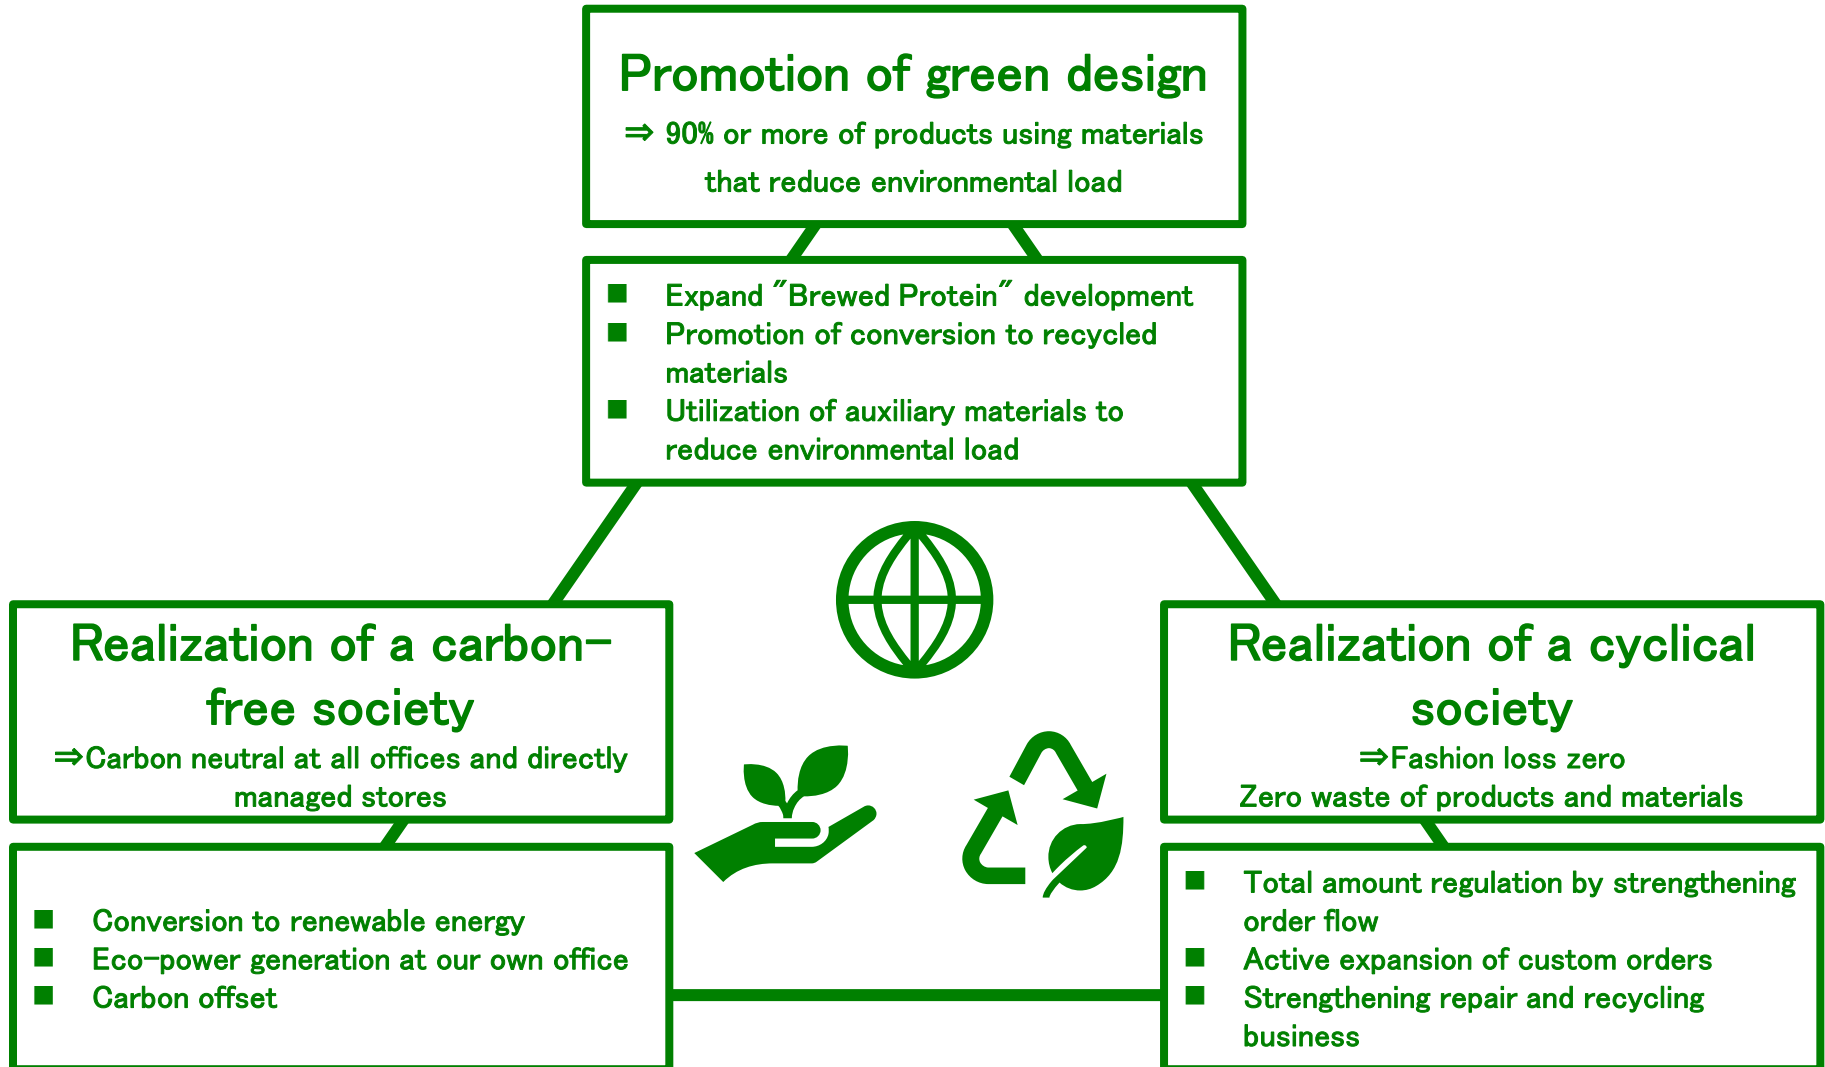 Promotion of green design
⇒ 90% or more of products using materials
that reduce environmental load
■ Expand "Brewed Protein" development
■ Promotion of conversion to recycled
materials
■ Utilization of auxiliary materials to
reduce environmental load
Realization of a carbon-
free society
⇒Carbon neutral at all offices and directly
managed stores
■ Conversion to renewable energy
■ Eco-power generation at our own office
■ Carbon offset
Realization of a cyclical
society
⇒Fashion loss zero
Zero waste of products and materials
■ Total amount regulation by strengthening
order flow
■ Active expansion of custom orders
■ Strengthening repair and recycling
business